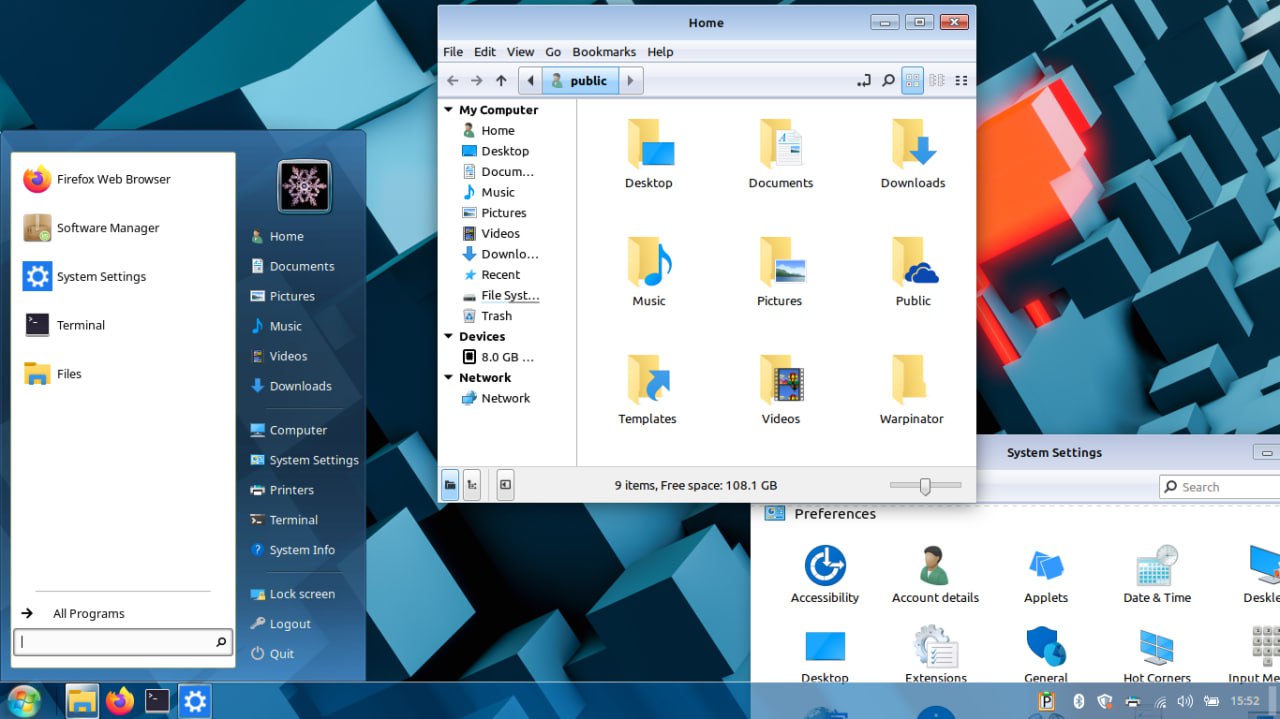 Home
File Edit View Go Bookmarks Help
public
My Computer
Home
Desktop
Docum...
Music
Pictures
Videos
Downlo...
Recent
File Syst...
Trash
Devices
8.0 GB ...
Network
Network
Desktop Documents Downloads
Music Pictures Public
Templates Videos Warpinator
9 items, Free space: 108.1 GB
Firefox Web Browser
Software Manager
System Settings
Terminal
Files
All Programs
Home
Documents
Pictures
Music
Videos
Downloads
Computer
System Settings
Printers
Terminal
System Info
Lock screen
Logout
Quit
System Settings
Search
Preferences
Accessibility Account details Applets Date & Time Deskle
Desktop Extensions General Hot Corners Input Me
15:52